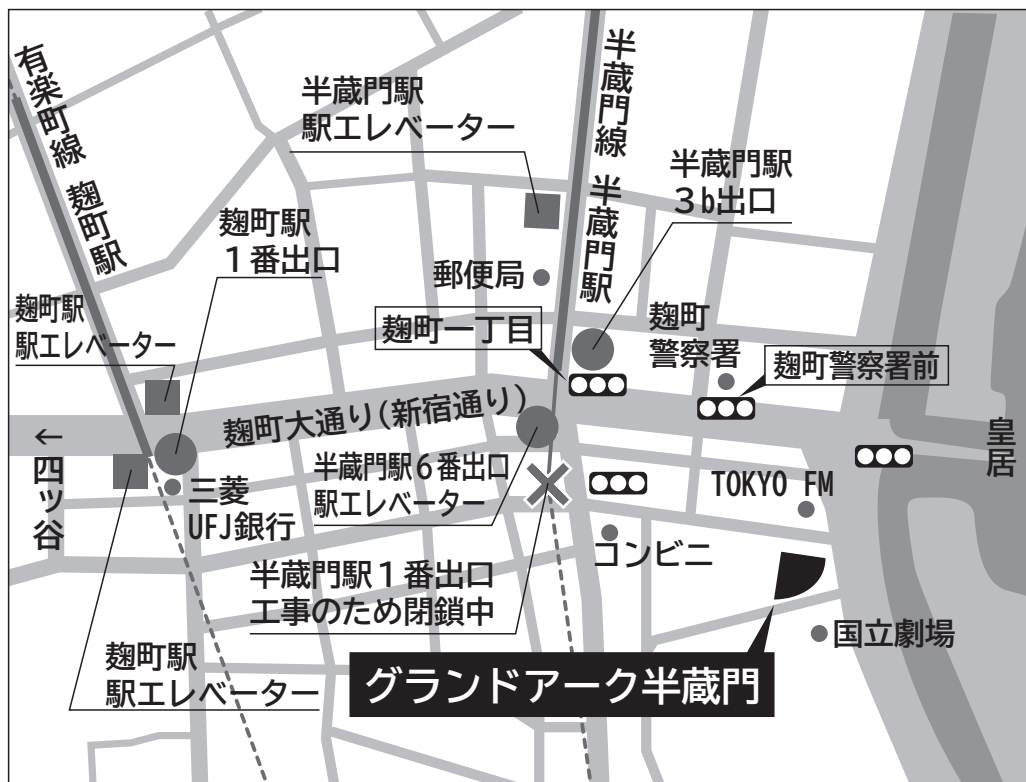 有楽町線 麹町駅
半蔵門駅
駅エレベーター
半蔵門線 半蔵門駅
半蔵門駅
3b出口
麹町駅
1番出口
郵便局
麹町駅
駅エレベーター
麹町一丁目
麹町
警察署
麹町警察署前
麹町大通り(新宿通り)
←四ツ谷
皇居
三菱
UFJ銀行
半蔵門駅6番出口
駅エレベーター
TOKYO FM
コンビニ
半蔵門駅1番出口
工事のため閉鎖中
国立劇場
麹町駅
駅エレベーター
グランドアーク半蔵門